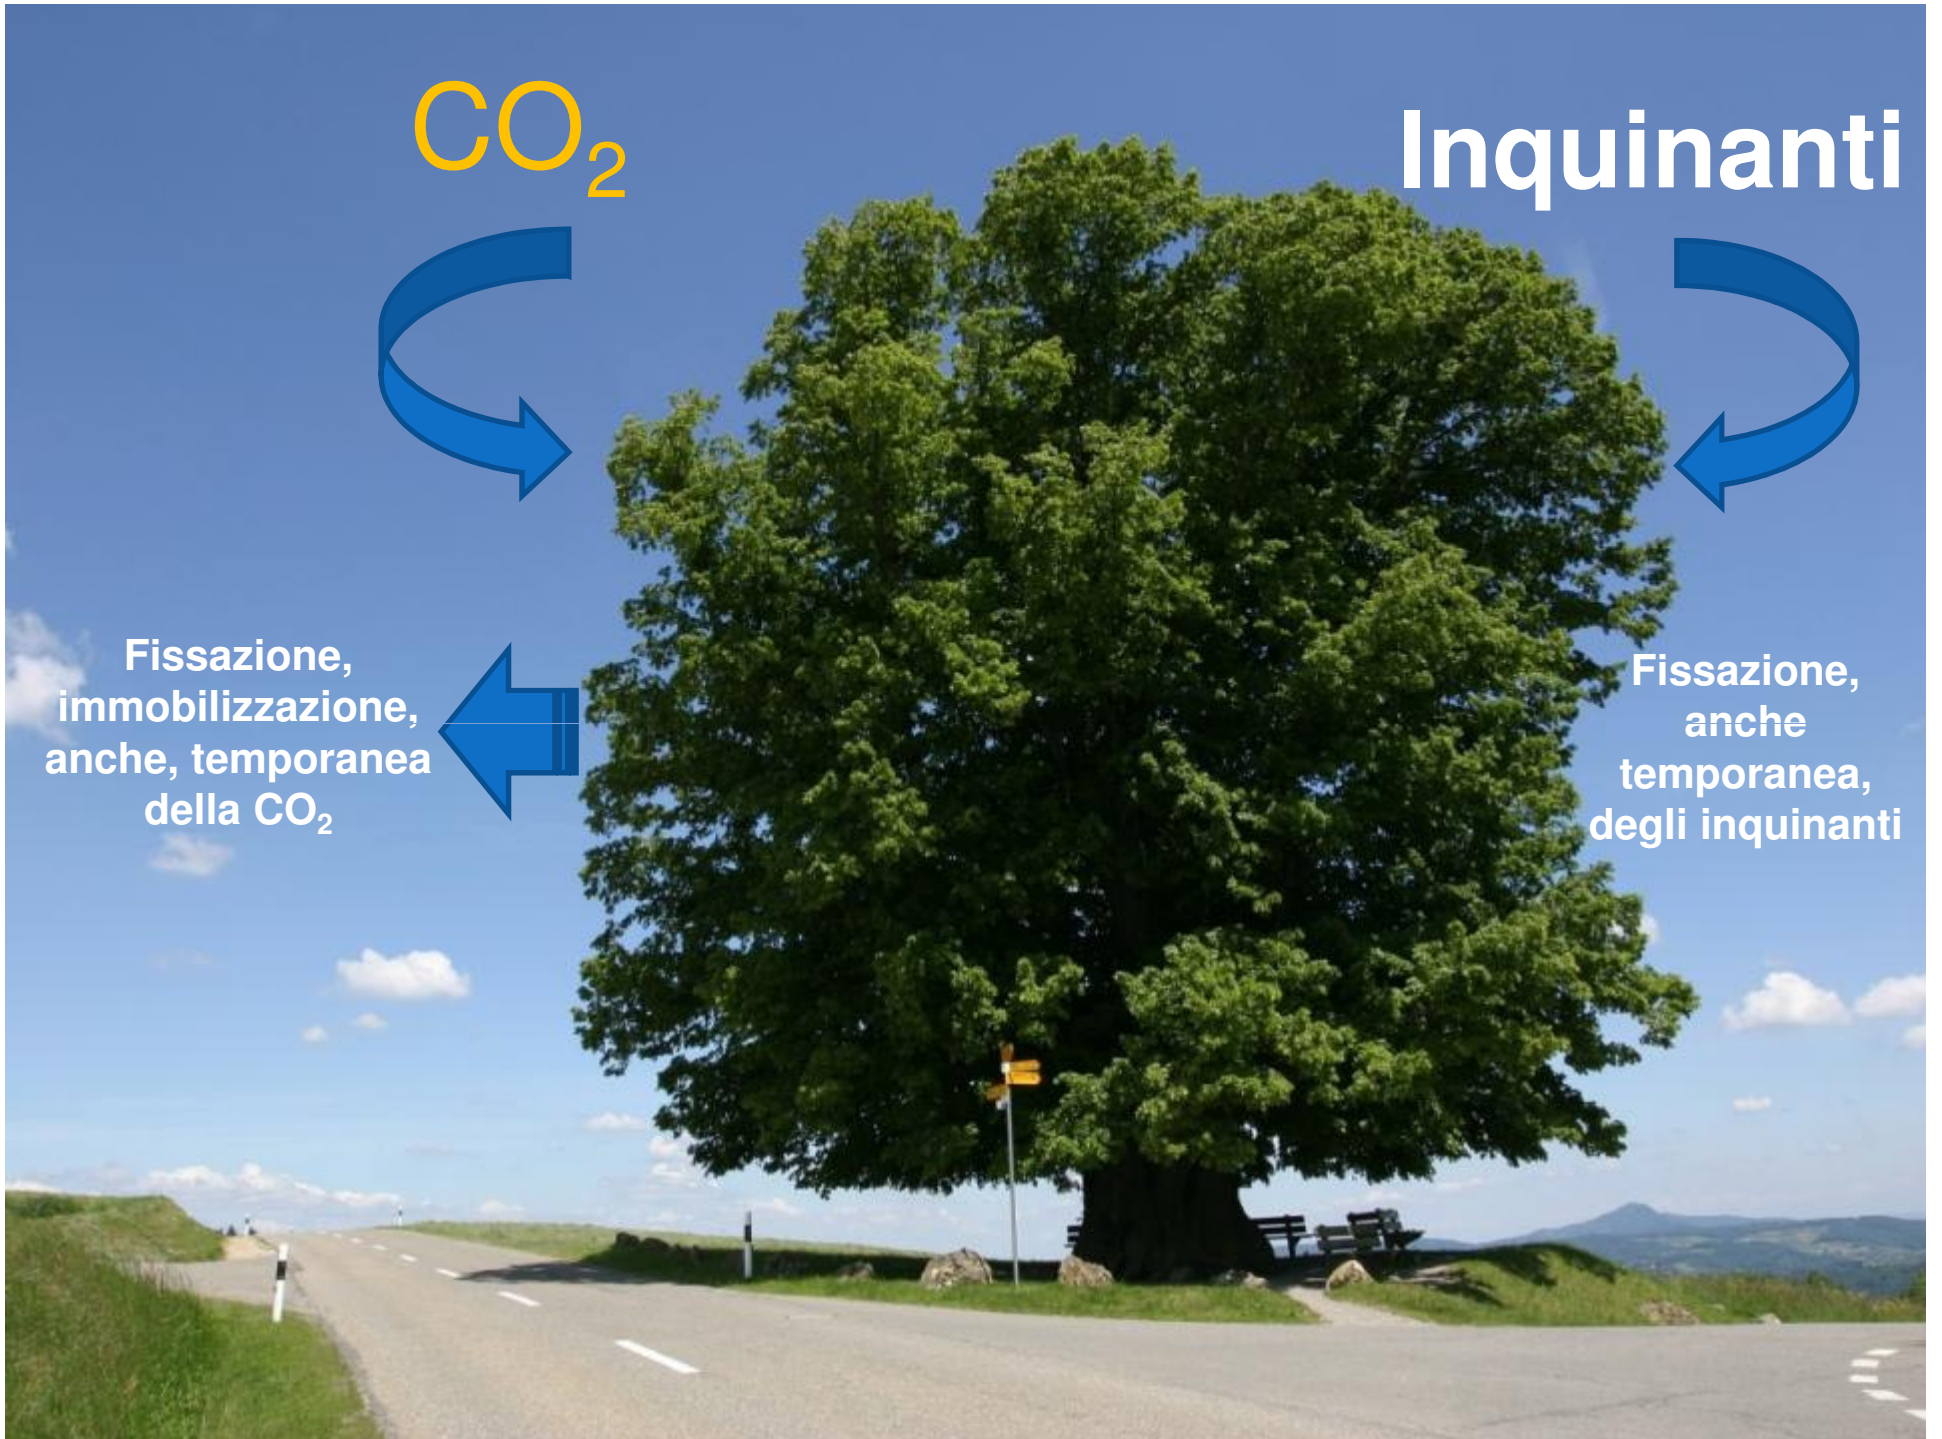 CO₂
Inquinanti
Fissazione,
immobilizzazione,
anche, temporanea
della CO₂
Fissazione,
anche
temporanea,
degli inquinanti